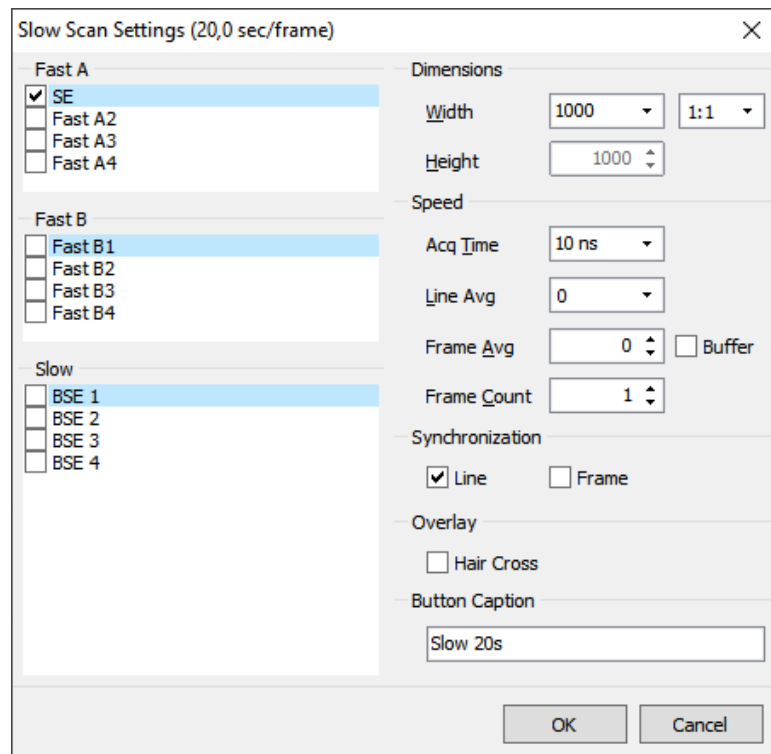 Slow Scan Settings (20,0 sec/frame)
Fast A
SE
Fast A2
Fast A3
Fast A4
Fast B
Fast B1
Fast B2
Fast B3
Fast B4
Slow
BSE 1
BSE 2
BSE 3
BSE 4
Dimensions
Width 1000 1:1
Height 1000
Speed
Acq Time 10 ns
Line Avg 0
Frame Avg 0 Buffer
Frame Count 1
Synchronization
Line Frame
Overlay
Hair Cross
Button Caption
Slow 20s
OK Cancel